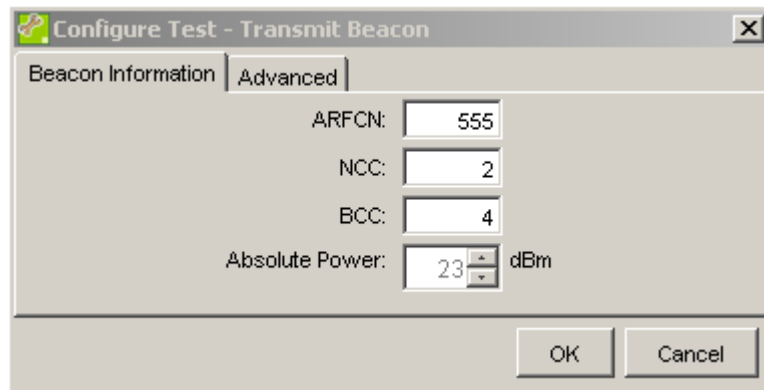 Configure Test - Transmit Beacon
Beacon Information Advanced
ARFCN: 555
NCC: 2
BCC: 4
Absolute Power: 23 dBm
OK Cancel